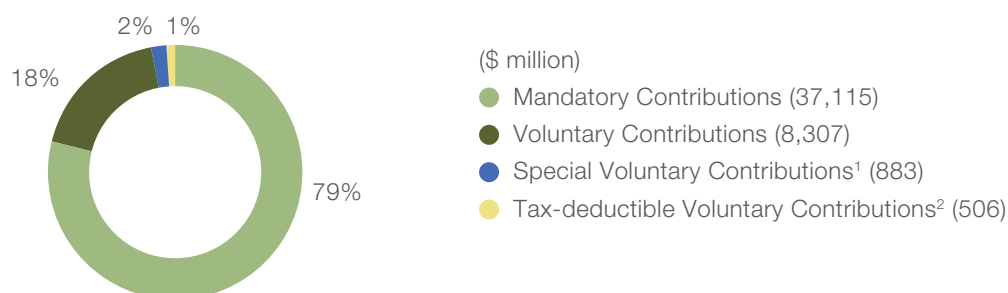 2% 1%
18%
79%
($ million)
Mandatory Contributions (37,115)
Voluntary Contributions (8,307)
Special Voluntary Contributions¹ (883)
Tax-deductible Voluntary Contributions² (506)